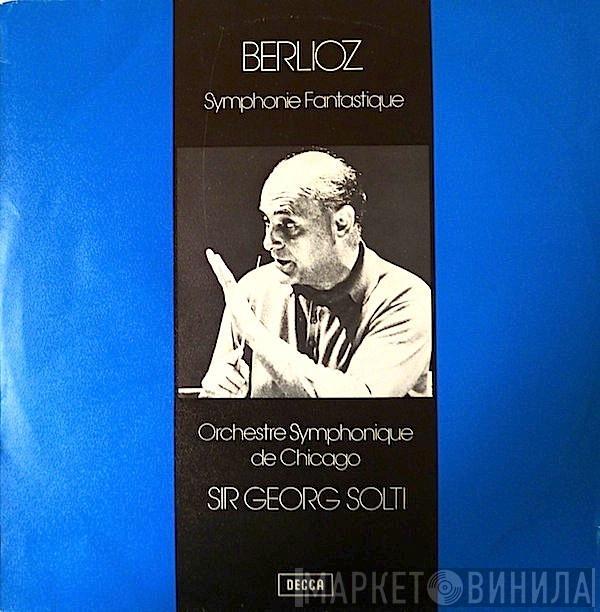 BERLIOZ
Symphonie Fantastique
Orchestre Symphonique
de Chicago
SIR GEORG SOLTI
DECCA
МАРКЕТ ВИНИЛА